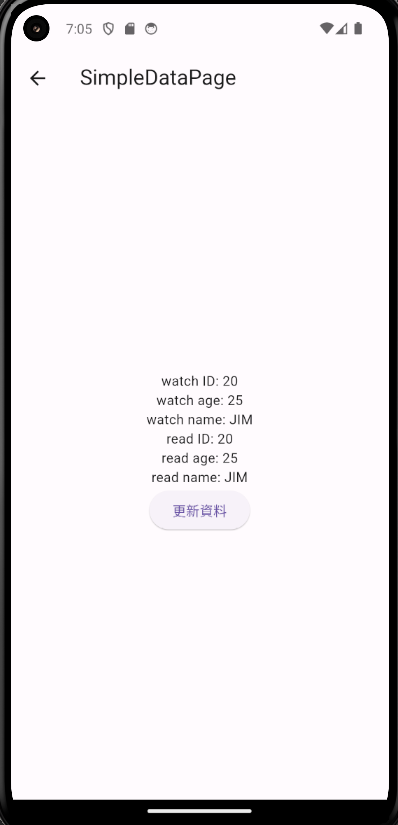 7:05
SimpleDataPage
watch ID: 20
watch age: 25
watch name: JIM
read ID: 20
read age: 25
read name: JIM
更新資料